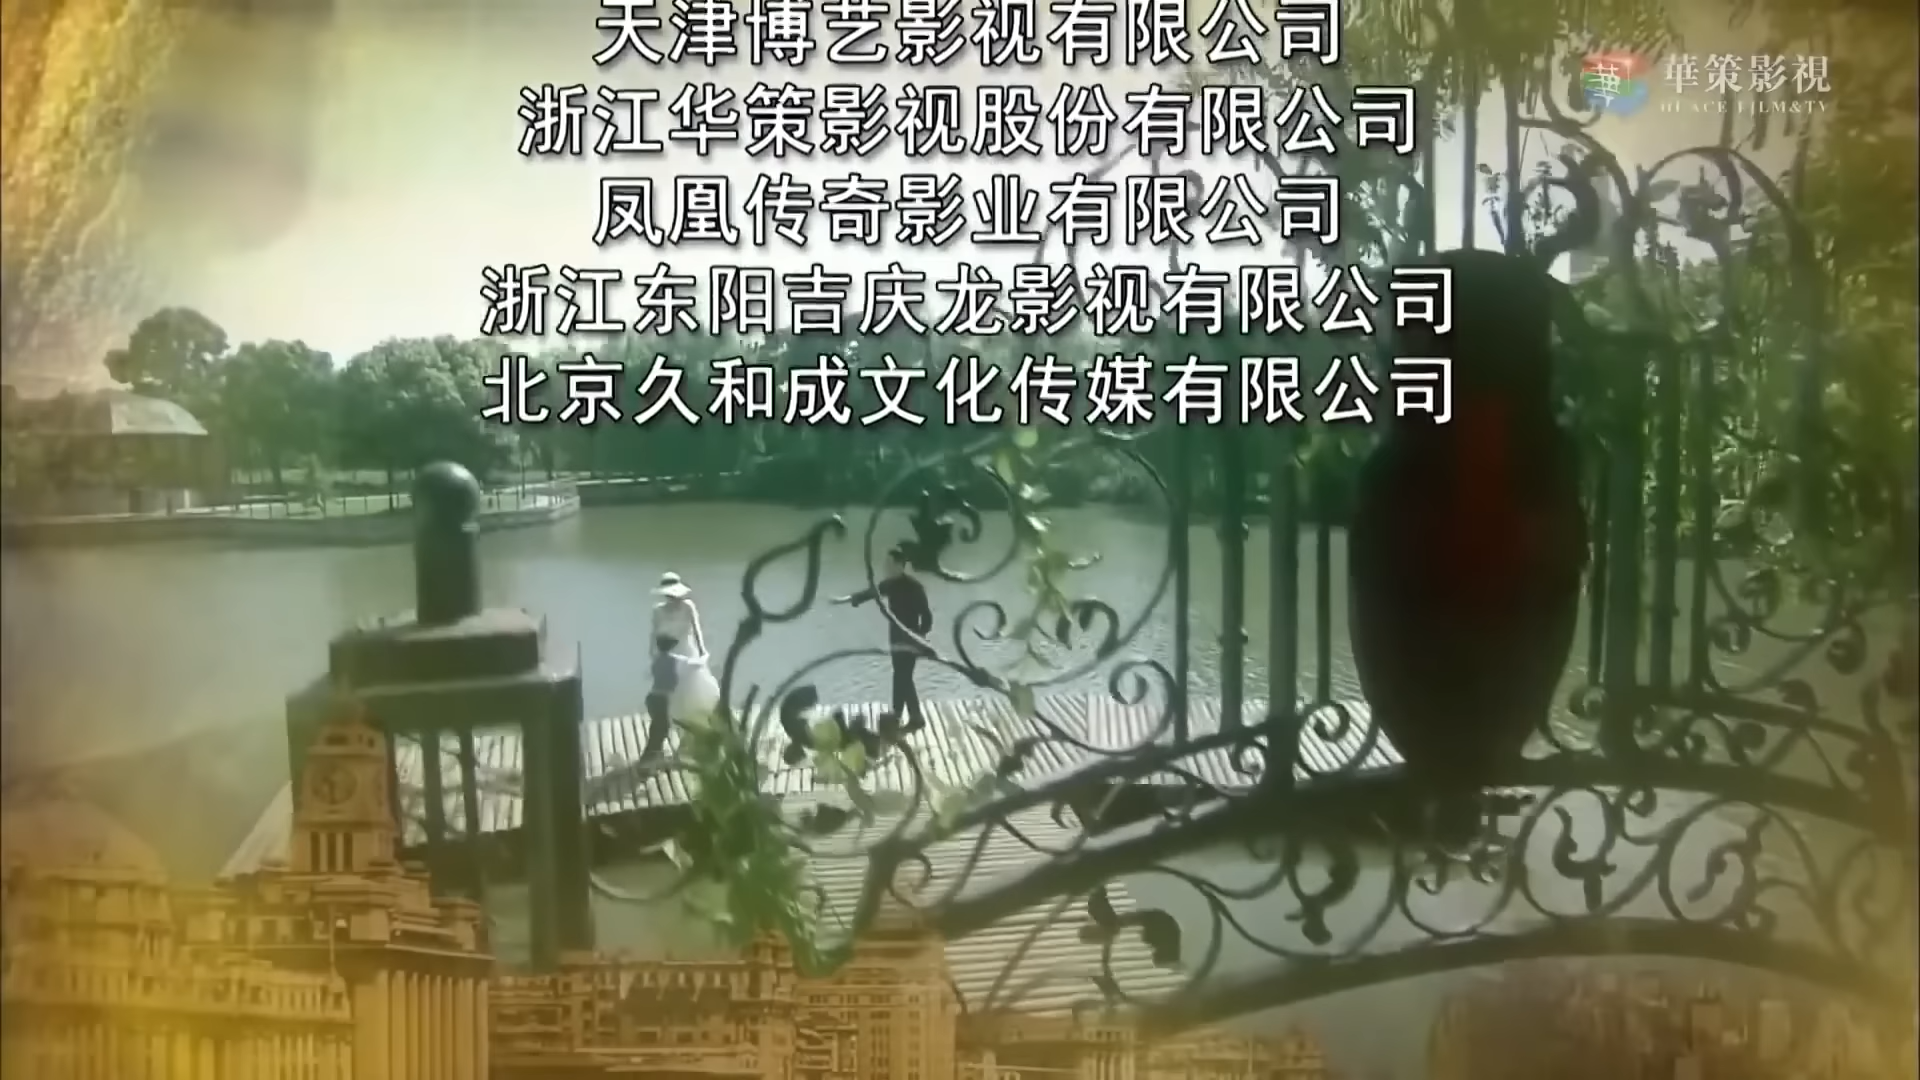 天津博艺影视有限公司
華策影視
HUACE FILM&TV
浙江华策影视股份有限公司
凤凰传奇影业有限公司
浙江东阳吉庆龙影视有限公司
北京久和成文化传媒有限公司